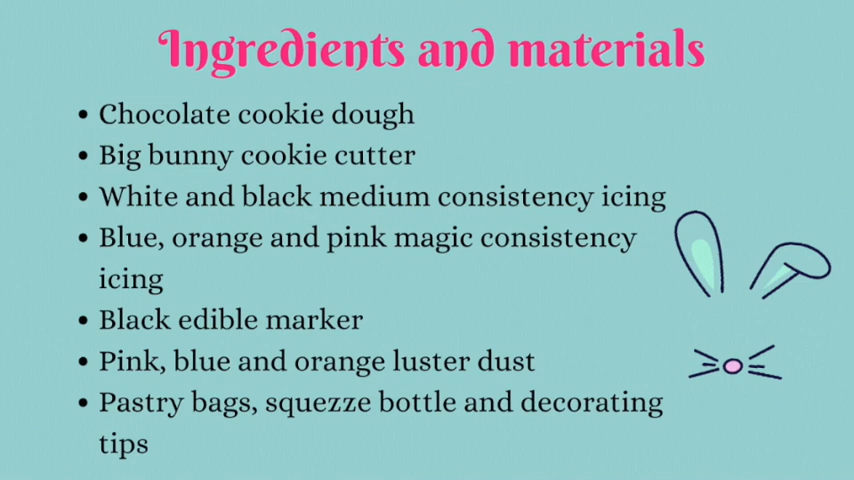 Ingredients and materials
• Chocolate cookie dough
• Big bunny cookie cutter
• White and black medium consistency icing
• Blue, orange and pink magic consistency
icing
• Black edible marker
• Pink, blue and orange luster dust
• Pastry bags, squezze bottle and decorating
tips